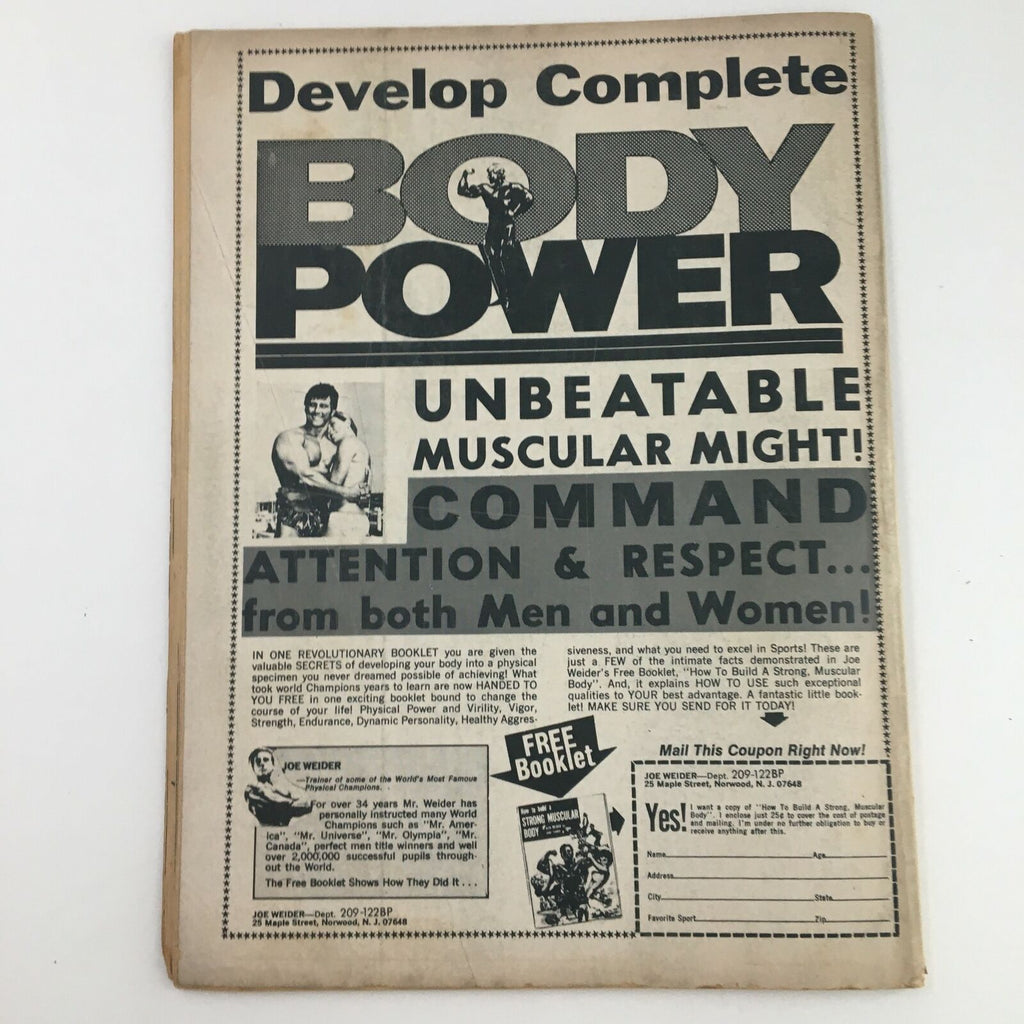 Develop Complete
BODY
POWER
UNBEATABLE
MUSCULAR MIGHT!
COMMAND
ATTENTION & RESPECT...
from both Men and Women!
IN ONE REVOLUTIONARY BOOKLET you are given the
valuable SECRETS of developing your body into a physical
specimen you never dreamed possible of achieving! What
took world Champions years to learn are now HANDED TO
YOU FREE in one exciting booklet bound to change the
course of your life! Physical Power and Virility, Vigor,
Strength, Endurance, Dynamic Personality, Healthy Aggres-
siveness, and what you need to excel in Sports! These are
just a FEW of the intimate facts demonstrated in Joe
Weider's Free Booklet, "How To Build A Strong, Muscular
Body". And, it explains HOW TO USE such exceptional
qualities to YOUR best advantage. A fantastic little book-
let! MAKE SURE YOU SEND FOR IT TODAY!
JOE WEIDER
—Trainer of some of the World's Most Famous
Physical Champions.
For over 34 years Mr. Weider has
personally instructed many World
Champions such as "Mr. Amer-
ica", "Mr. Universe", "Mr. Olympia", "Mr.
Canada", perfect men title winners and well
over 2,000,000 successful pupils through-
out the World.
The Free Booklet Shows How They Did It . . .
JOE WEIDER—Dept. 209-122BP
25 Maple Street, Norwood, N. J. 07648
FREE
Booklet
How to build a
STRONG MUSCULAR
BODY
Mail This Coupon Right Now!
JOE WEIDER—Dept. 209-122BP
25 Maple Street, Norwood, N.J. 07648
Yes! I want a copy of "How To Build A Strong, Muscular
Body". I enclose just 25¢ to cover the cost of postage
and mailing. I'm under no further obligation to buy or
receive anything after this.
Name Age
Address
City State
Favorite Sport Zip